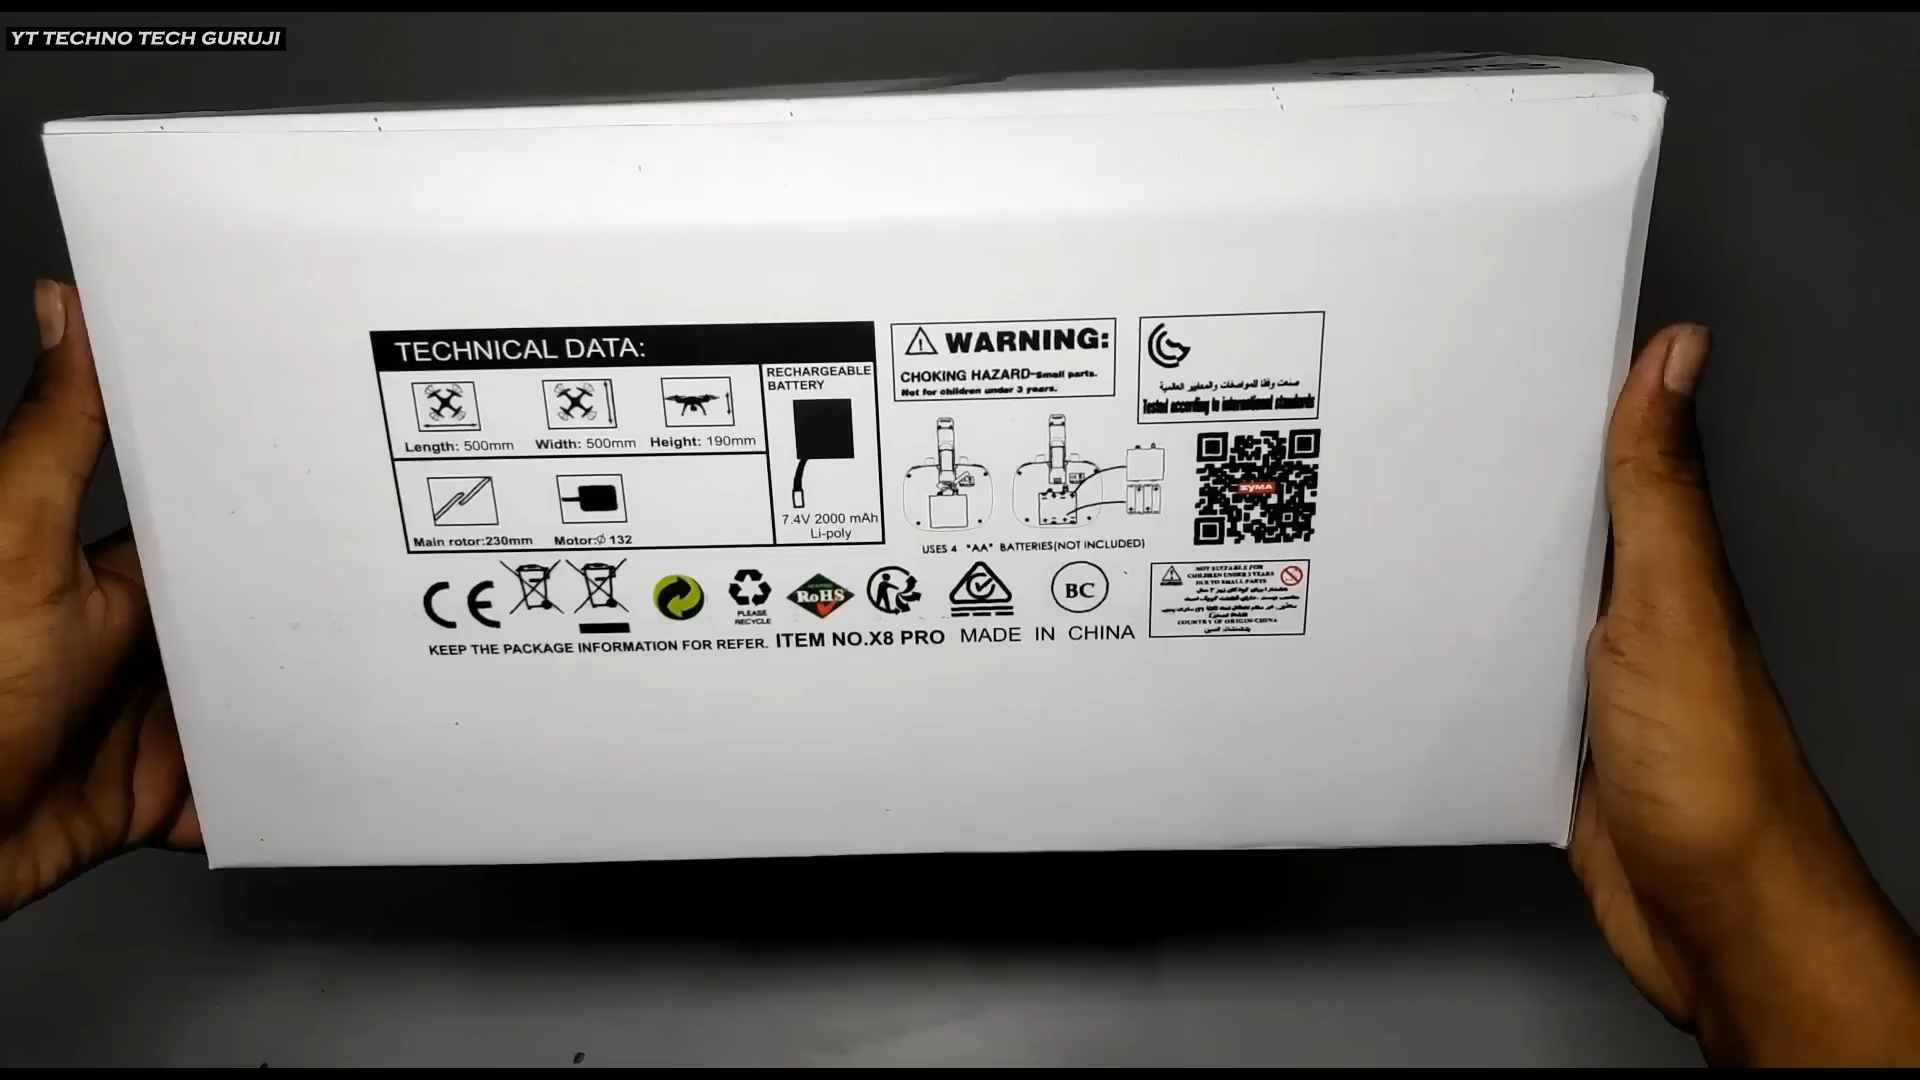 YT TECHNO TECH GURUJI
TECHNICAL DATA:
Length: 500mm
Width: 500mm
Height: 190mm
Main rotor:230mm
Motor:∅ 132
RECHARGEABLE
BATTERY
7.4V 2000 mAh
Li-poly
WARNING:
CHOKING HAZARD-Small parts.
Not for children under 3 years.
صنعت وفقا للمواصفات والمعايير العالمية
Tested according to international standards
USES 4 "AA" BATTERIES(NOT INCLUDED)
CE
PLEASE
RECYCLE
RoHS
BC
NOT SUITABLE FOR
CHILDREN UNDER 3 YEARS
DUE TO SMALL PARTS
COUNTRY OF ORIGIN:CHINA
KEEP THE PACKAGE INFORMATION FOR REFER. ITEM NO.X8 PRO MADE IN CHINA